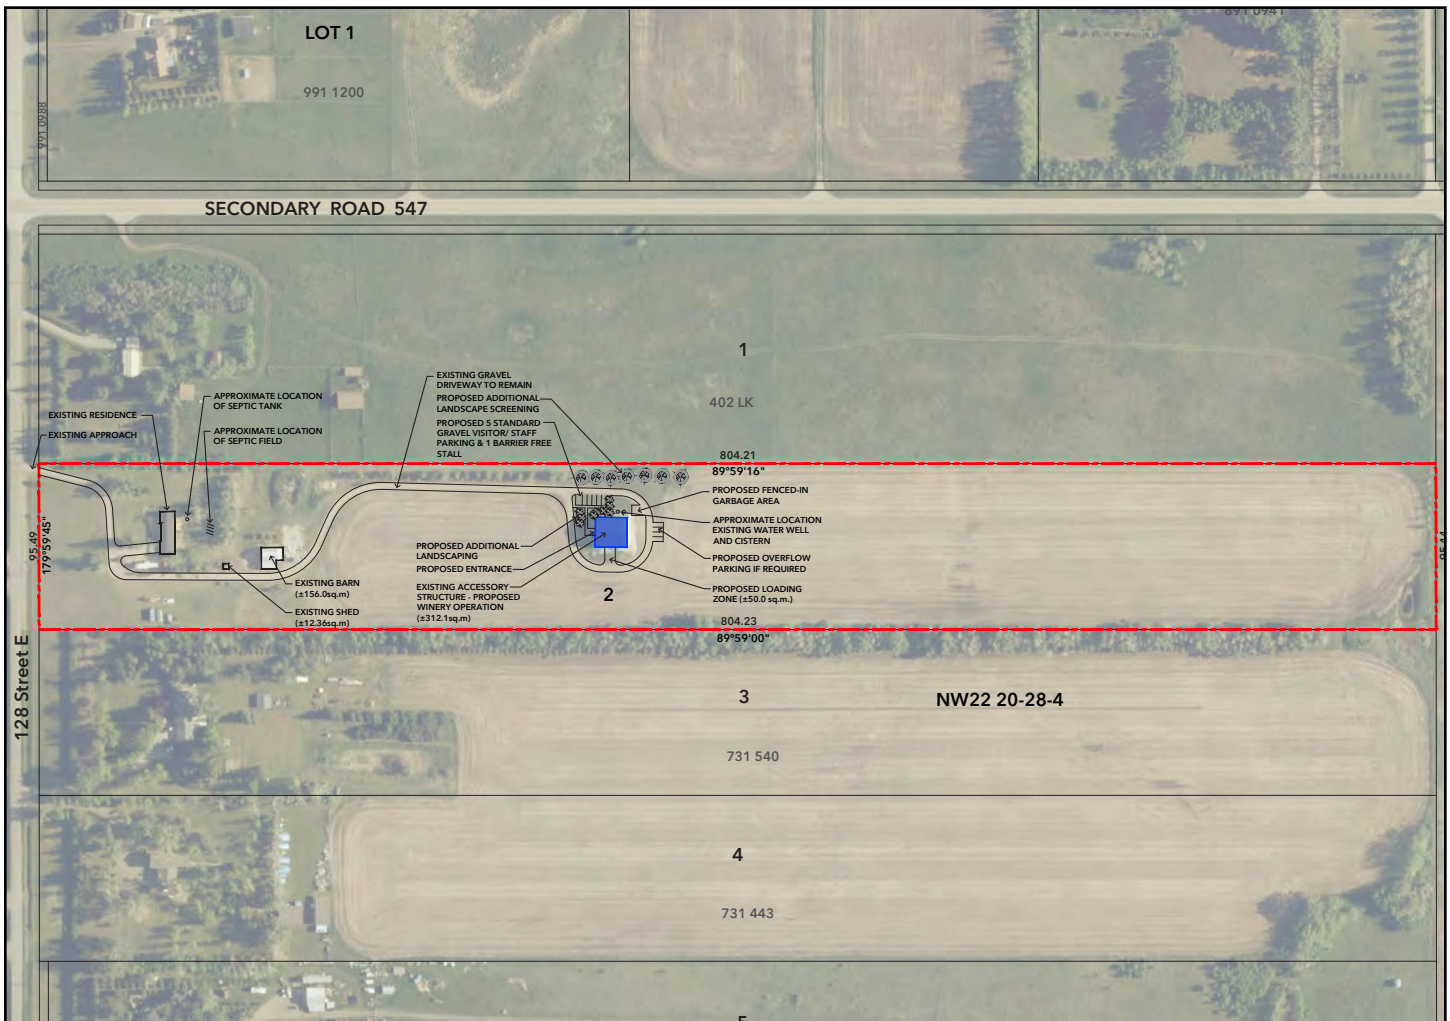 891 0941
LOT 1
991 1200
991 0988
SECONDARY ROAD 547
1
402 LK
EXISTING GRAVEL
DRIVEWAY TO REMAIN
PROPOSED ADDITIONAL
LANDSCAPE SCREENING
PROPOSED 5 STANDARD
GRAVEL VISITOR/ STAFF
PARKING & 1 BARRIER FREE
STALL
APPROXIMATE LOCATION
OF SEPTIC TANK
EXISTING RESIDENCE
EXISTING APPROACH
APPROXIMATE LOCATION
OF SEPTIC FIELD
804.21
89°59'16"
PROPOSED FENCED-IN
GARBAGE AREA
APPROXIMATE LOCATION
EXISTING WATER WELL
AND CISTERN
PROPOSED OVERFLOW
PARKING IF REQUIRED
PROPOSED LOADING
ZONE (±50.0 sq.m.)
PROPOSED ADDITIONAL
LANDSCAPING
PROPOSED ENTRANCE
EXISTING ACCESSORY
STRUCTURE - PROPOSED
WINERY OPERATION
(±312.1sq.m)
EXISTING BARN
(±156.0sq.m)
EXISTING SHED
(±12.36sq.m)
95.49
179°59'45"
95.44
2
804.23
89°59'00"
128 Street E
3
NW22 20-28-4
731 540
4
731 443
5